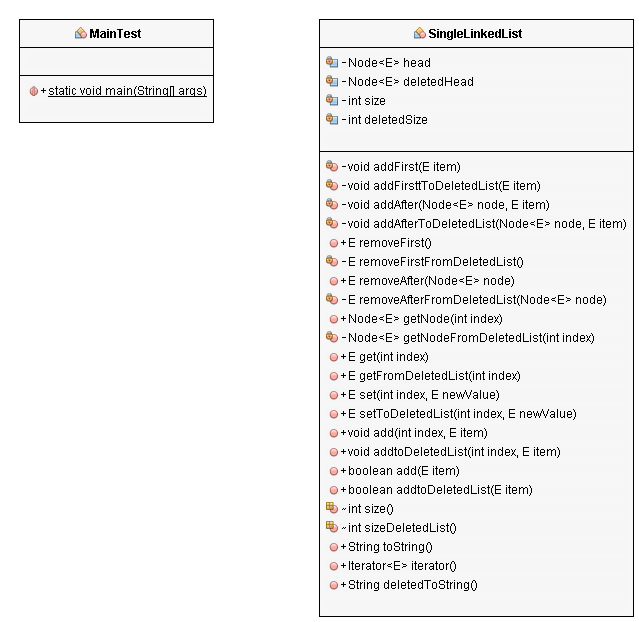 MainTest
+static void main(String[] args)
SingleLinkedList
-Node<E> head
-Node<E> deletedHead
-int size
-int deletedSize
-void addFirst(E item)
-void addFirsttToDeletedList(E item)
-void addAfter(Node<E> node, E item)
-void addAfterToDeletedList(Node<E> node, E item)
+E removeFirst()
-E removeFirstFromDeletedList()
+E removeAfter(Node<E> node)
-E removeAfterFromDeletedList(Node<E> node)
+Node<E> getNode(int index)
-Node<E> getNodeFromDeletedList(int index)
+E get(int index)
+E getFromDeletedList(int index)
+E set(int index, E newValue)
+E setToDeletedList(int index, E newValue)
+void add(int index, E item)
+void addtoDeletedList(int index, E item)
+boolean add(E item)
+boolean addtoDeletedList(E item)
~int size()
~int sizeDeletedList()
+String toString()
+Iterator<E> iterator()
+String deletedToString()